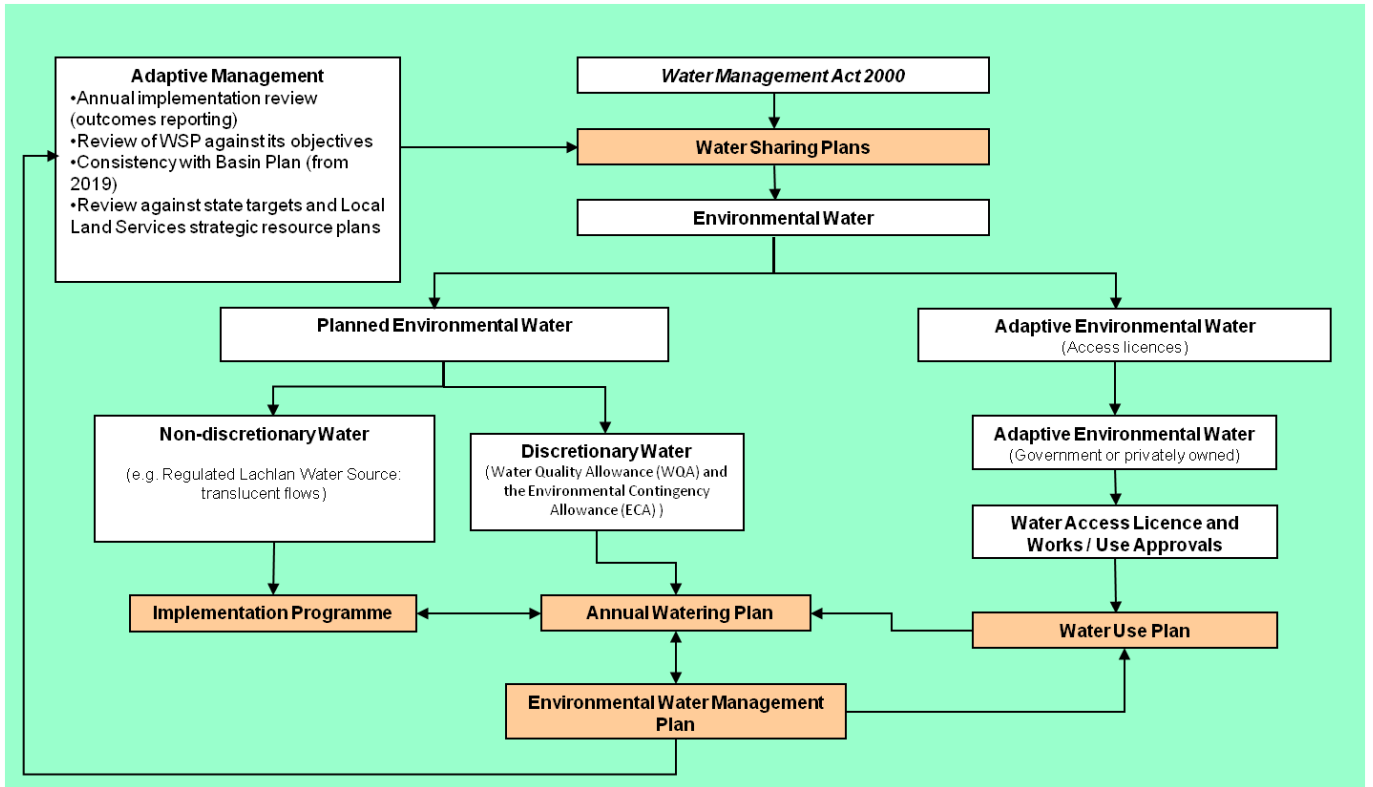 Adaptive Management
•Annual implementation review
(outcomes reporting)
•Review of WSP against its objectives
•Consistency with Basin Plan (from
2019)
•Review against state targets and Local
Land Services strategic resource plans
Water Management Act 2000
Water Sharing Plans
Environmental Water
Planned Environmental Water
Adaptive Environmental Water
(Access licences)
Non-discretionary Water
(e.g. Regulated Lachlan Water Source:
translucent flows)
Discretionary Water
(Water Quality Allowance (WQA) and
the Environmental Contingency
Allowance (ECA) )
Adaptive Environmental Water
(Government or privately owned)
Water Access Licence and
Works / Use Approvals
Implementation Programme
Annual Watering Plan
Water Use Plan
Environmental Water Management
Plan